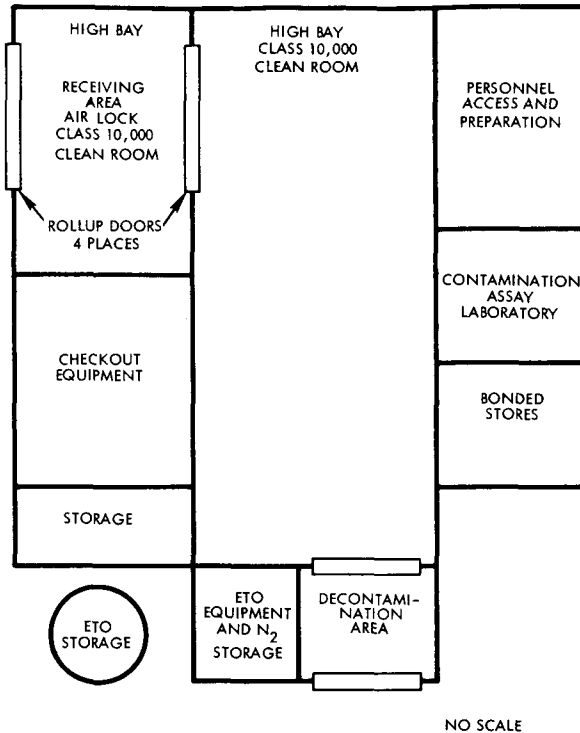 HIGH BAY
RECEIVING
AREA
AIR LOCK
CLASS 10,000
CLEAN ROOM
ROLLUP DOORS
4 PLACES
HIGH BAY
CLASS 10,000
CLEAN ROOM
PERSONNEL
ACCESS AND
PREPARATION
CONTAMINATION
ASSAY
LABORATORY
CHECKOUT
EQUIPMENT
BONDED
STORES
STORAGE
ETO
STORAGE
ETO
EQUIPMENT
AND N2
STORAGE
DECONTAMI-
NATION
AREA
NO SCALE